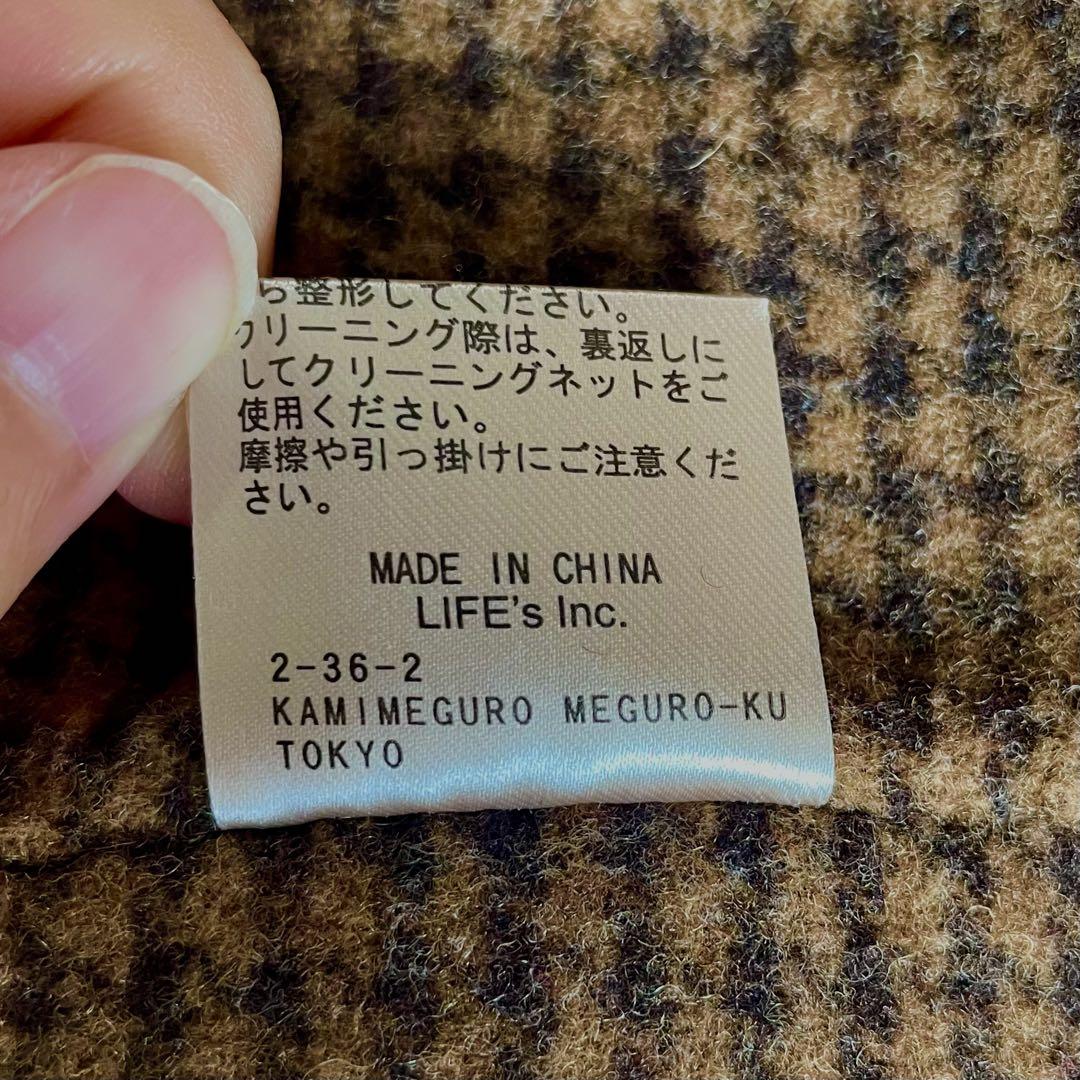 ら整形してください。
クリーニング際は、裏返しに
してクリーニングネットをご
使用ください。
摩擦や引っ掛けにご注意くだ
さい。
MADE IN CHINA
LIFE's Inc.
2-36-2
KAMIMEGURO MEGURO-KU
TOKYO